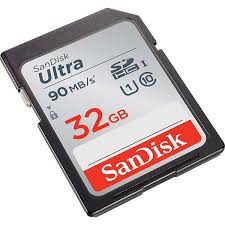 SanDisk
Ultra
90 MB/s
SD HC I
U1 10
32GB
SanDisk